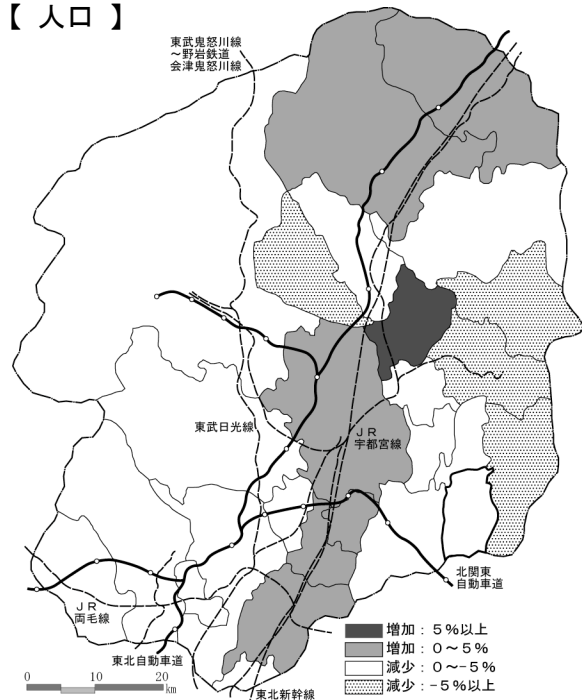 【 人口 】
東武鬼怒川線
～野岩鉄道
会津鬼怒川線
東武日光線
ＪＲ
宇都宮線
北関東
自動車道
ＪＲ
両毛線
東北自動車道
東北新幹線
増加：５％以上
増加：０～５％
減少：０～-５％
減少：-５％以上
0 10 20
km